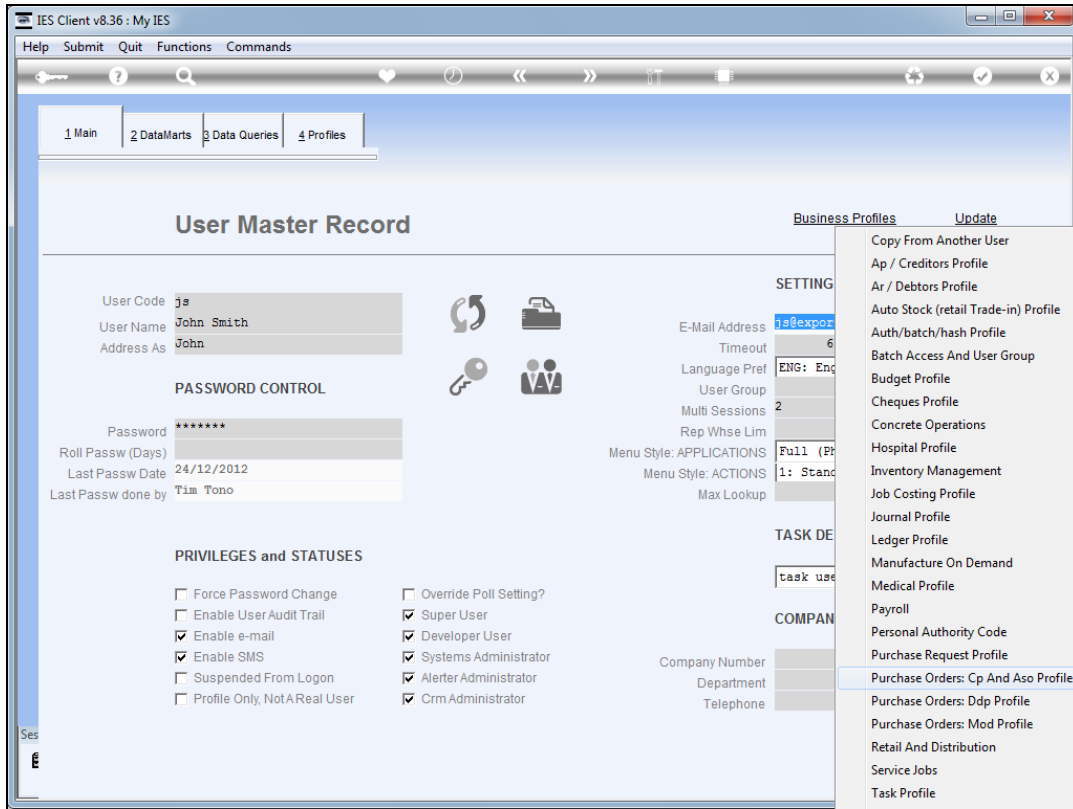 IES Client v8.36 : My IES
Help Submit Quit Functions Commands
1 Main
2 DataMarts
3 Data Queries
4 Profiles
User Master Record
Business Profiles
Update
User Code js
User Name John Smith
Address As John
PASSWORD CONTROL
Password *******
Roll Passw (Days)
Last Passw Date 24/12/2012
Last Passw done by Tim Tono
PRIVILEGES and STATUSES
Force Password Change
Enable User Audit Trail
Enable e-mail
Enable SMS
Suspended From Logon
Profile Only, Not A Real User
Override Poll Setting?
Super User
Developer User
Systems Administrator
Alerter Administrator
Crm Administrator
SETTING
E-Mail Address js@expor
Timeout 6
Language Pref ENG: Eng
User Group
Multi Sessions 2
Rep Whse Lim
Menu Style: APPLICATIONS Full (Ph
Menu Style: ACTIONS 1: Stand
Max Lookup
TASK DE
task use
COMPAN
Company Number
Department
Telephone
Copy From Another User
Ap / Creditors Profile
Ar / Debtors Profile
Auto Stock (retail Trade-in) Profile
Auth/batch/hash Profile
Batch Access And User Group
Budget Profile
Cheques Profile
Concrete Operations
Hospital Profile
Inventory Management
Job Costing Profile
Journal Profile
Ledger Profile
Manufacture On Demand
Medical Profile
Payroll
Personal Authority Code
Purchase Request Profile
Purchase Orders: Cp And Aso Profile
Purchase Orders: Ddp Profile
Purchase Orders: Mod Profile
Retail And Distribution
Service Jobs
Task Profile
Ses